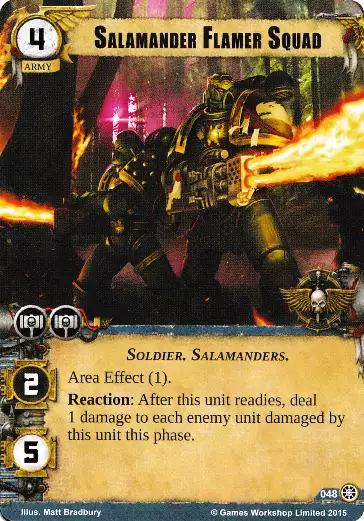 4
ARMY
SALAMANDER FLAMER SQUAD
SOLDIER. SALAMANDERS.
2
Area Effect (1).
Reaction: After this unit readies, deal
1 damage to each enemy unit damaged by
this unit this phase.
5
048
Illus. Matt Bradbury
© Games Workshop Limited 2015